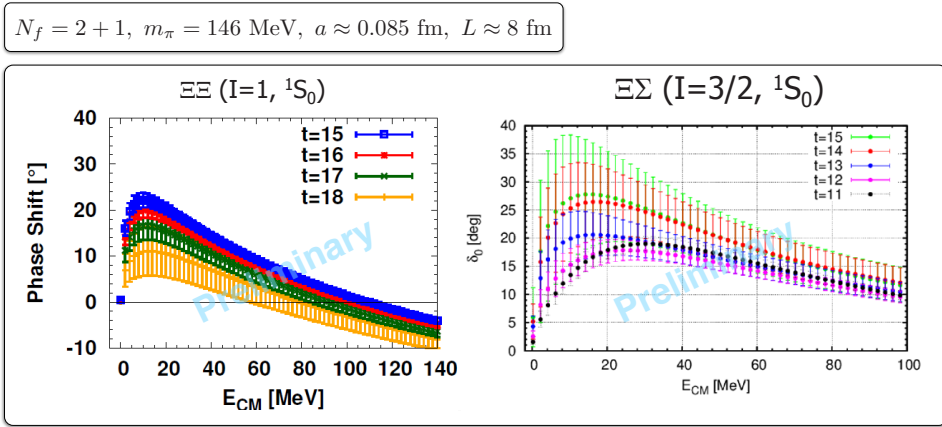 N_f = 2 + 1, m_π = 146 MeV, a ≈ 0.085 fm, L ≈ 8 fm
ΞΞ (I=1, ¹S₀)
40
30
20
10
0
-10
Phase Shift [°]
t=15
t=16
t=17
t=18
Preliminary
0 20 40 60 80 100 120 140
E_CM [MeV]
ΞΣ (I=3/2, ¹S₀)
40
35
30
25
20
15
10
5
0
δ₀ [deg]
t=15
t=14
t=13
t=12
t=11
Preliminary
0 20 40 60 80 100
E_CM [MeV]